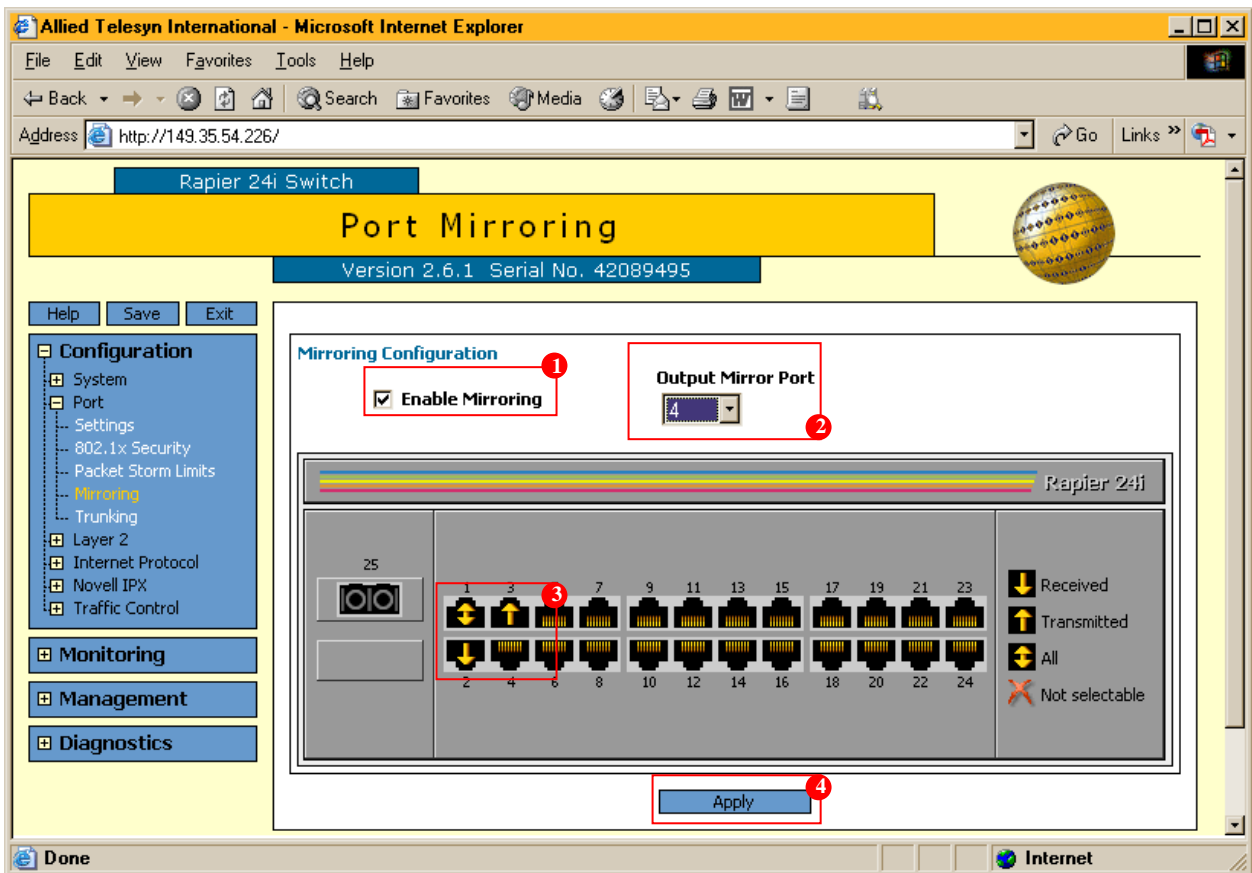 Allied Telesyn International - Microsoft Internet Explorer
File Edit View Favorites Tools Help
Back Search Favorites Media
Address http://149.35.54.226/ Go Links »
Rapier 24i Switch
Port Mirroring
Version 2.6.1 Serial No. 42089495
Help Save Exit
Configuration
System
Port
Settings
802.1x Security
Packet Storm Limits
Mirroring
Trunking
Layer 2
Internet Protocol
Novell IPX
Traffic Control
Monitoring
Management
Diagnostics
Mirroring Configuration
1
Enable Mirroring
Output Mirror Port
4
2
Rapier 24i
25
1 3 7 9 11 13 15 17 19 21 23
3
2 4 6 8 10 12 14 16 18 20 22 24
Received
Transmitted
All
Not selectable
Apply
4
Done Internet